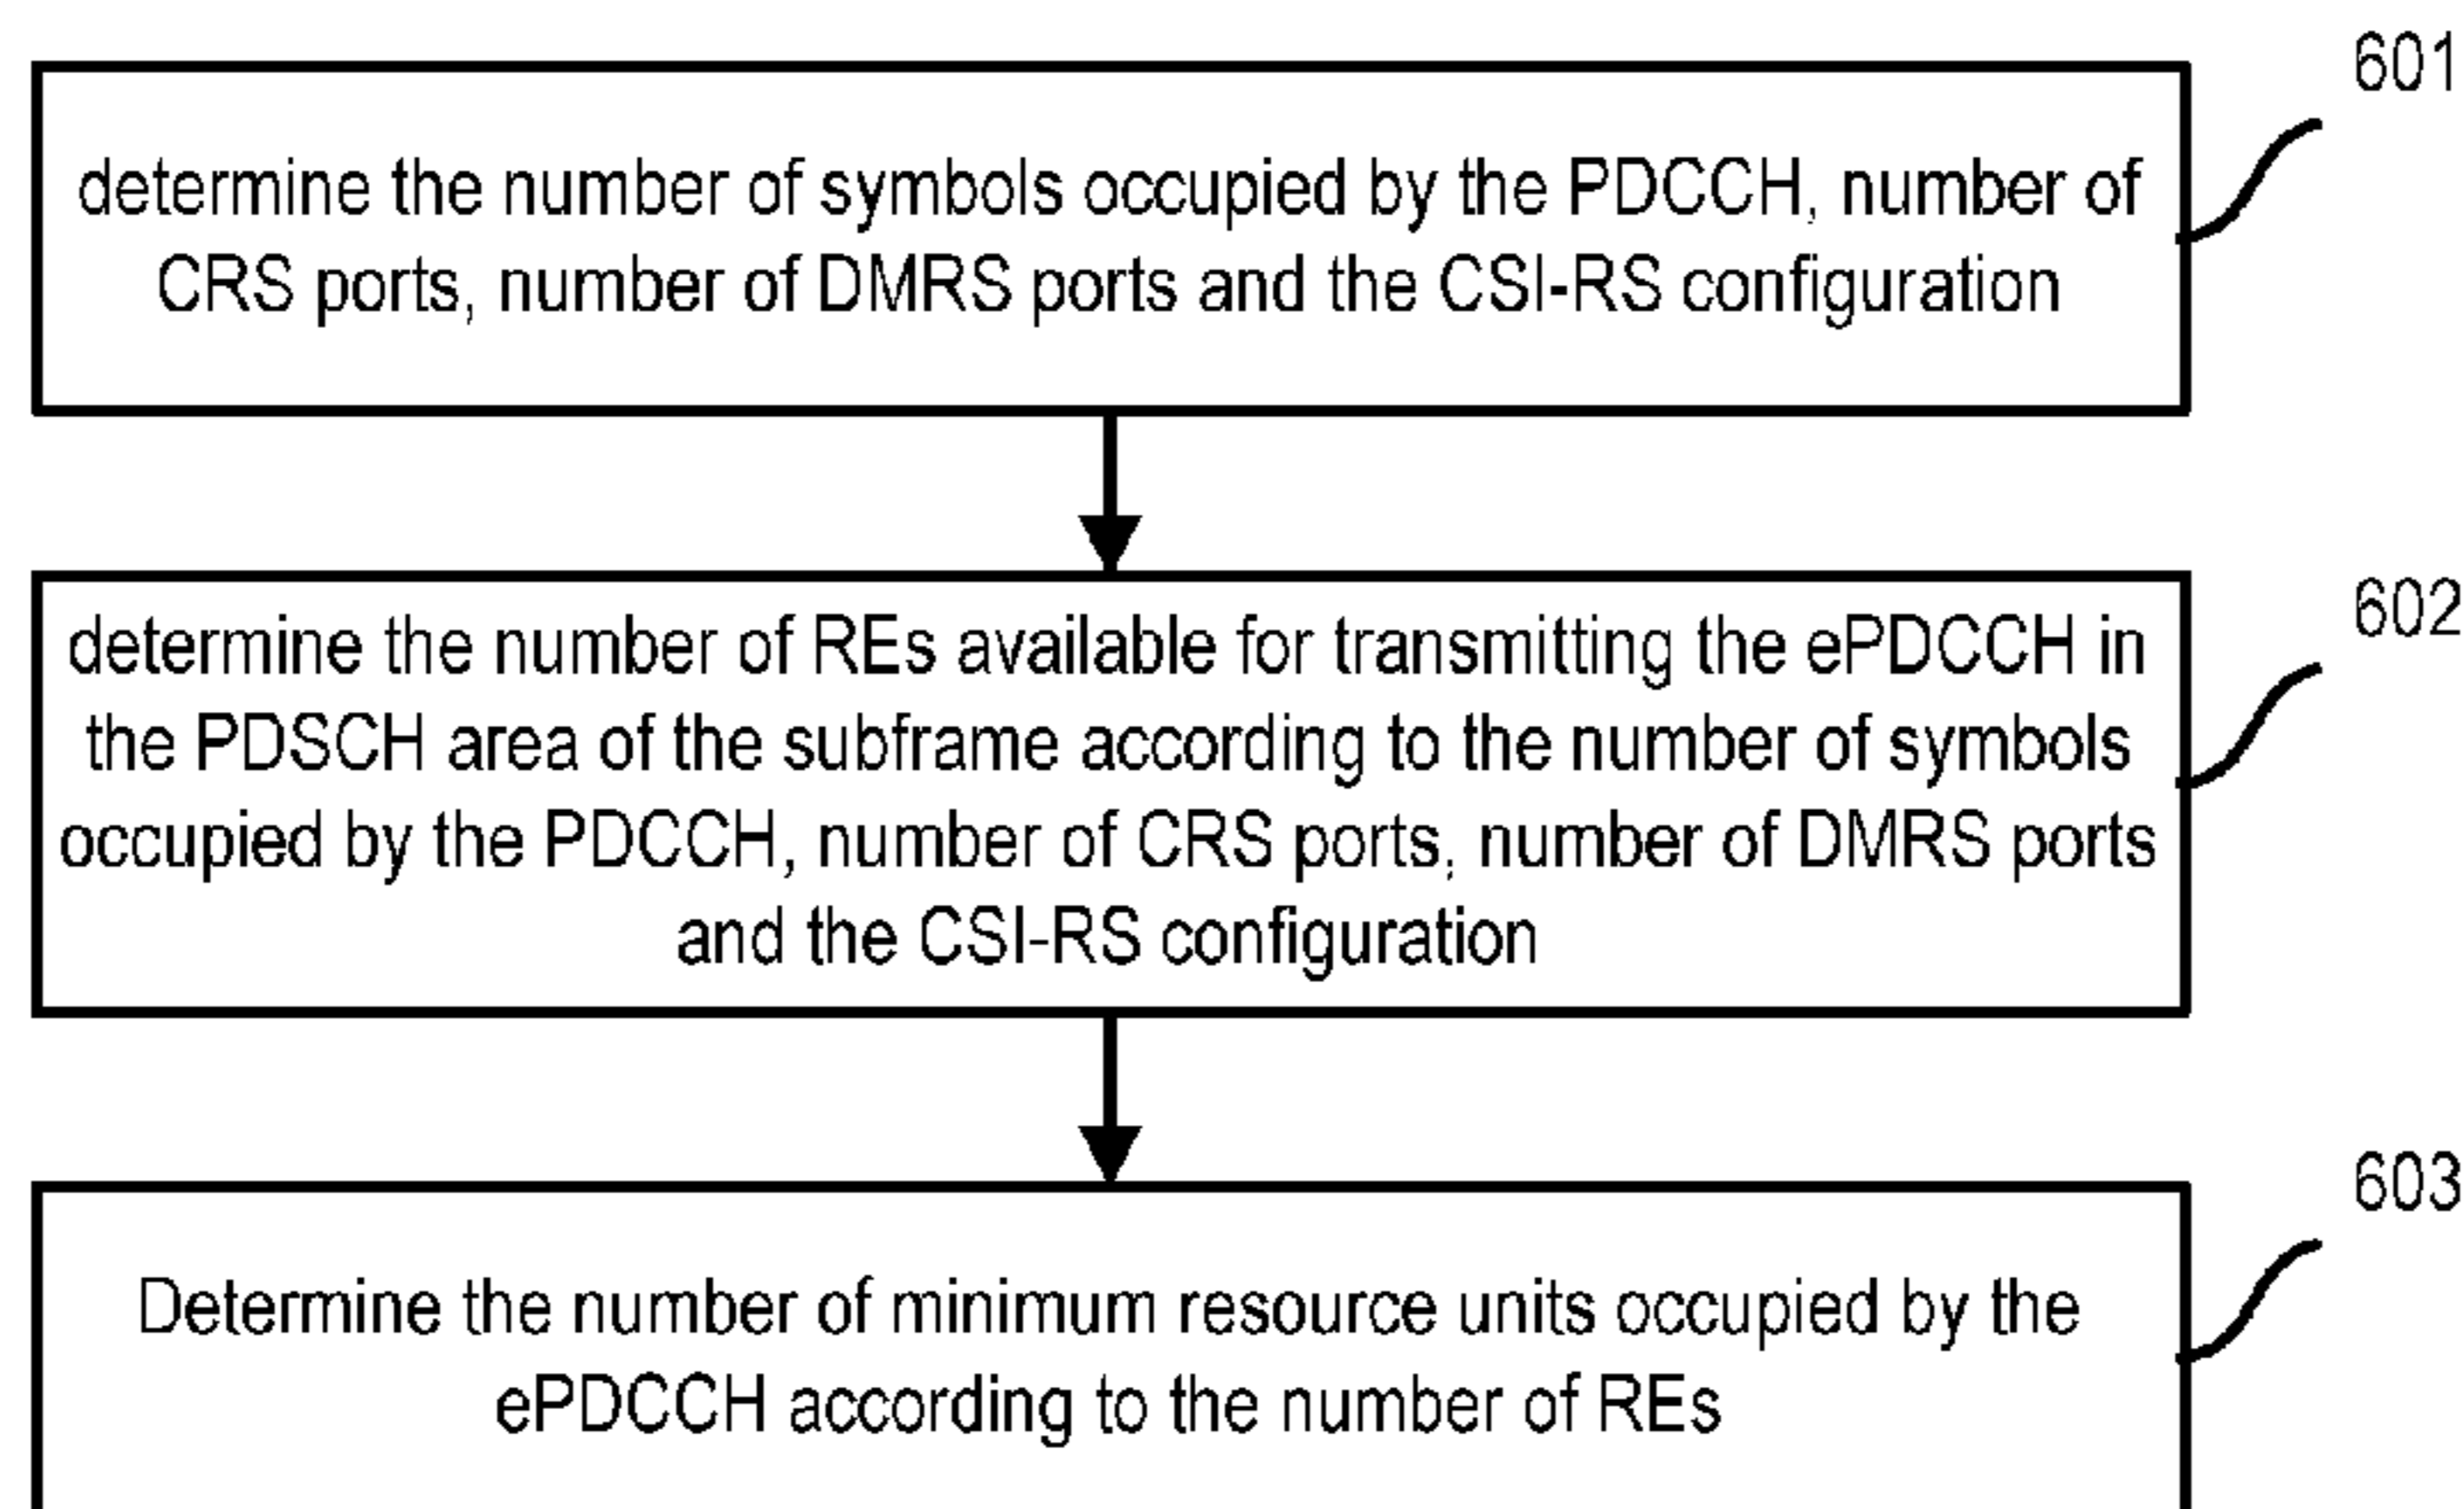 601
determine the number of symbols occupied by the PDCCH, number of
CRS ports, number of DMRS ports and the CSI-RS configuration
602
determine the number of REs available for transmitting the ePDCCH in
the PDSCH area of the subframe according to the number of symbols
occupied by the PDCCH, number of CRS ports, number of DMRS ports
and the CSI-RS configuration
603
Determine the number of minimum resource units occupied by the
ePDCCH according to the number of REs